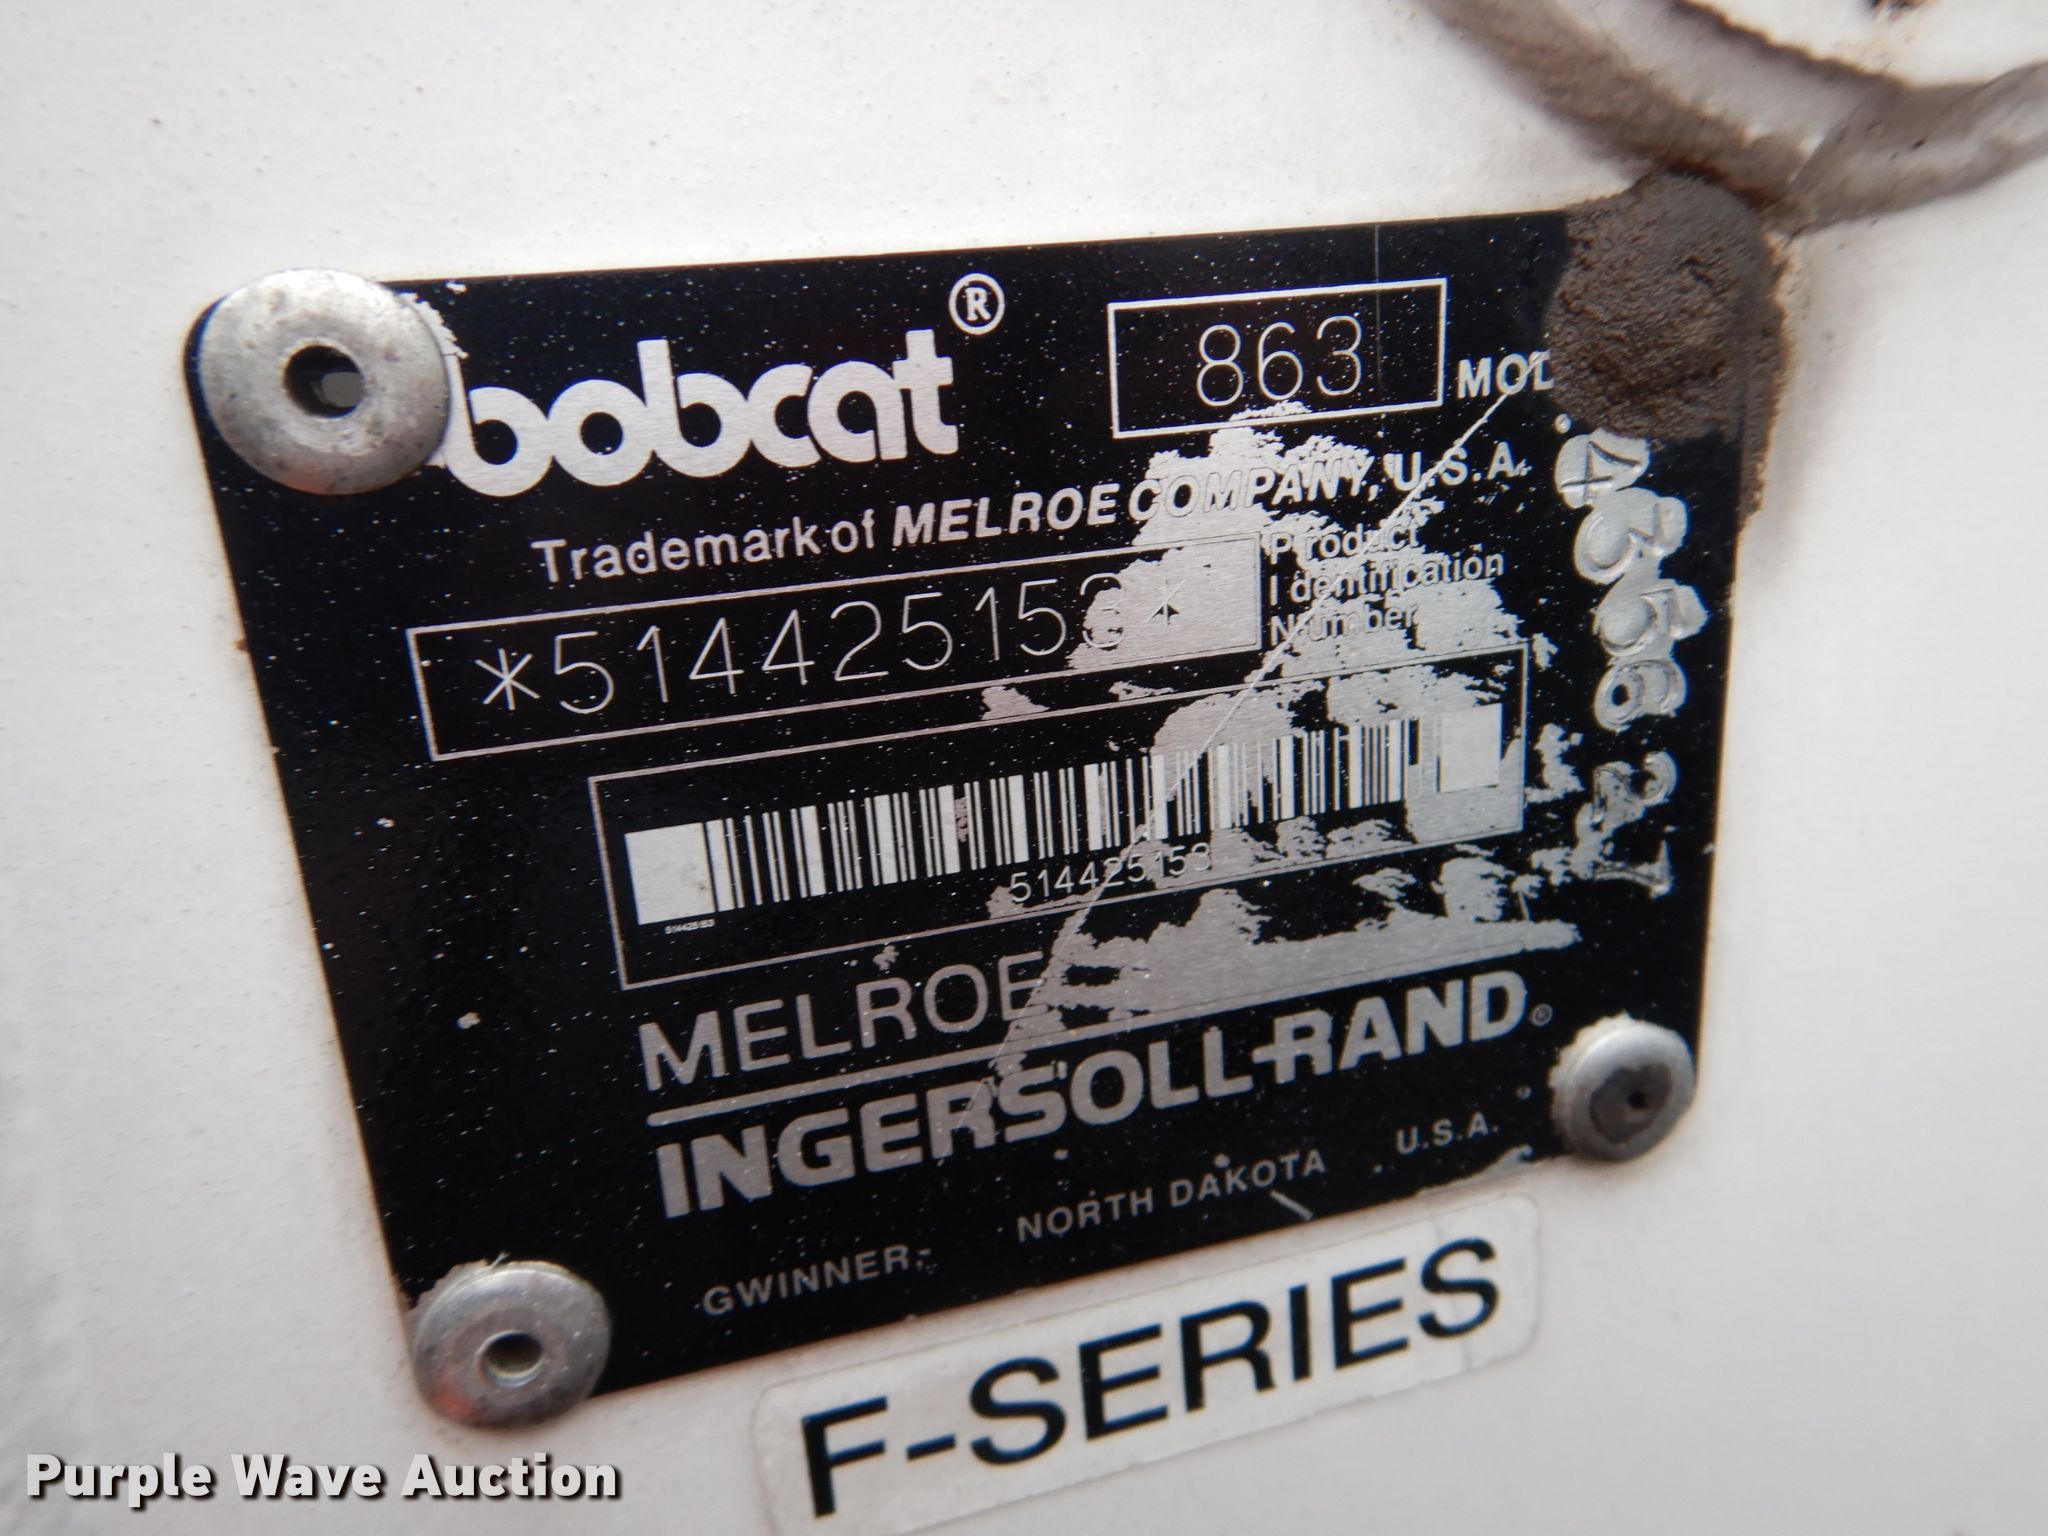 bobcat®
863 MOD.
Trademark of MELROE COMPANY, U.S.A.
*514425153*
Product
Identification
Number
514425153
514425153
MELROE
INGERSOLL-RAND®
GWINNER, NORTH DAKOTA U.S.A.
F-SERIES
Purple Wave Auction